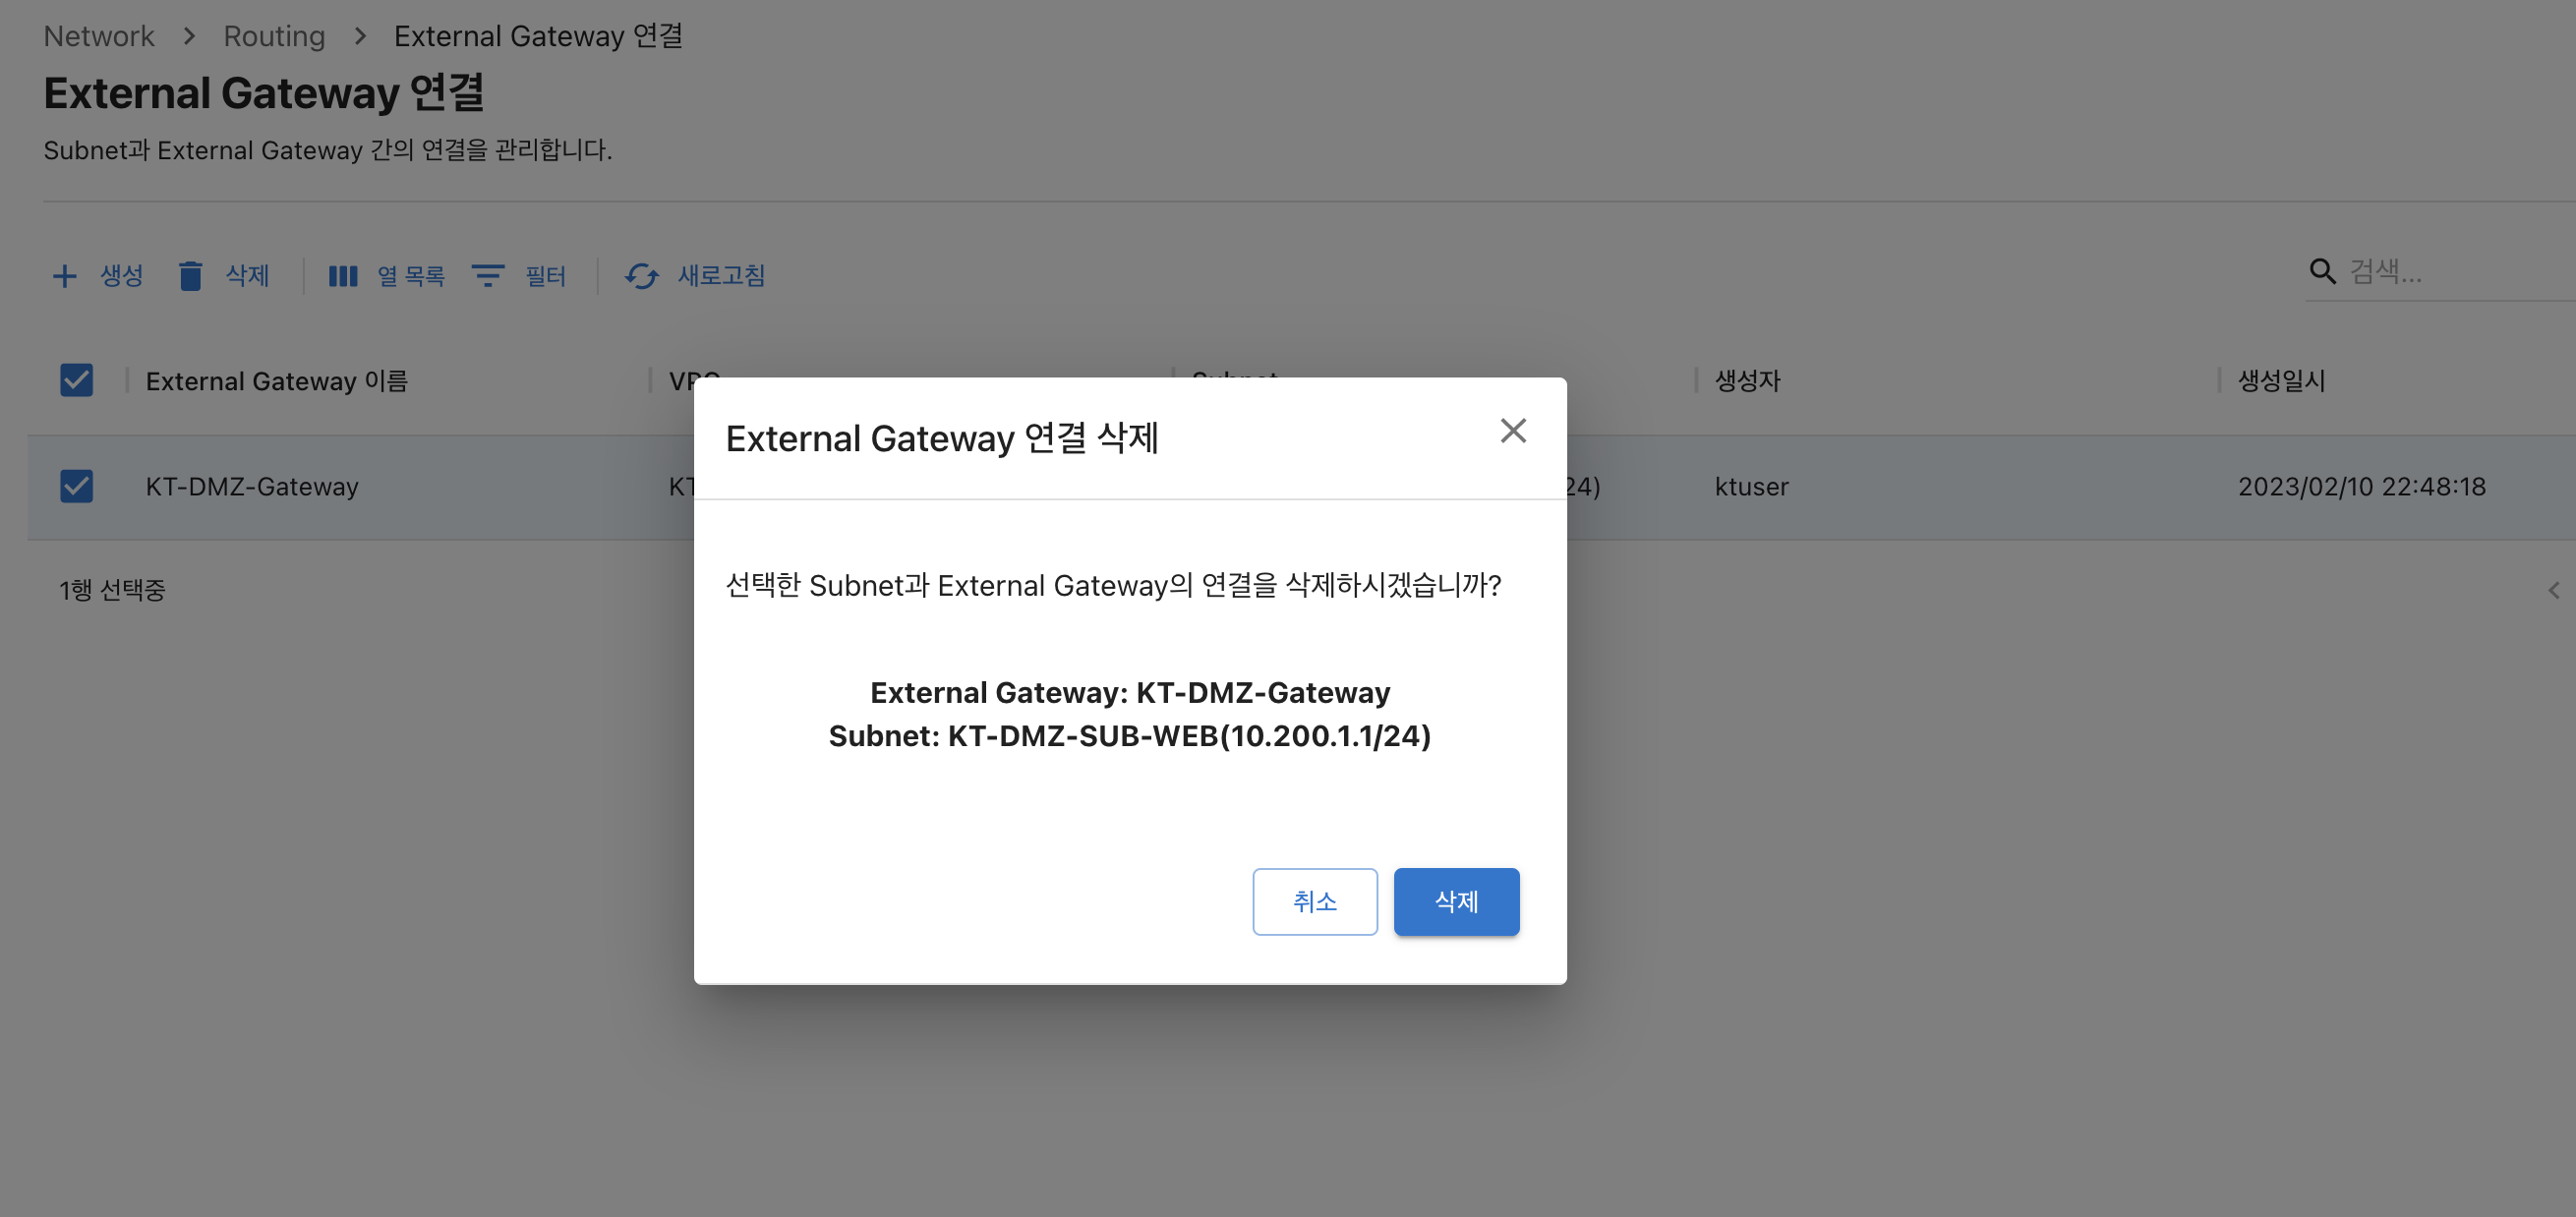 Network > Routing > External Gateway 연결
External Gateway 연결
Subnet과 External Gateway 간의 연결을 관리합니다.
생성 삭제 열 목록 필터 새로고침 검색...
External Gateway 이름 생성자 생성일시
KT-DMZ-Gateway 24) ktuser 2023/02/10 22:48:18
1행 선택중
External Gateway 연결 삭제
선택한 Subnet과 External Gateway의 연결을 삭제하시겠습니까?
External Gateway: KT-DMZ-Gateway
Subnet: KT-DMZ-SUB-WEB(10.200.1.1/24)
취소 삭제